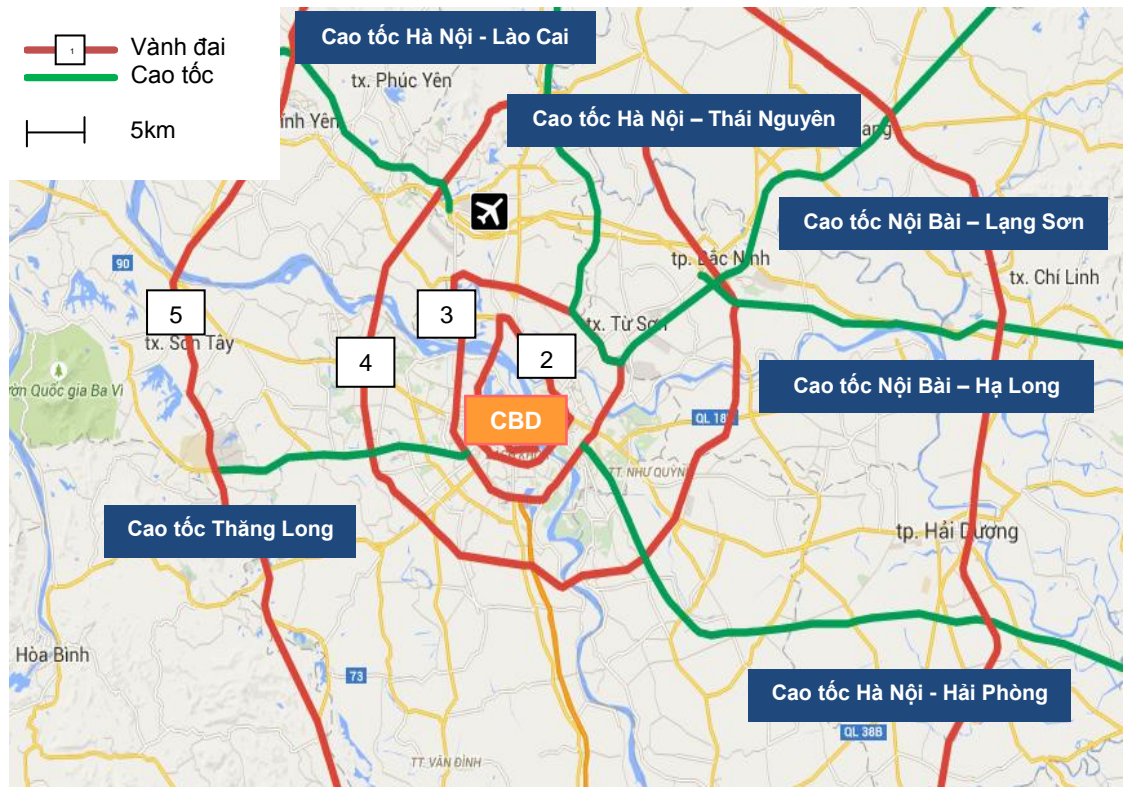 1
Vành đai
Cao tốc
5km
Cao tốc Hà Nội - Lào Cai
tx. Phúc Yên
Cao tốc Hà Nội – Thái Nguyên
Cao tốc Nội Bài – Lạng Sơn
90
tp. Bắc Ninh
tx. Chí Linh
5
3
tx. Từ Sơn
tx. Sơn Tây
4
2
Cao tốc Nội Bài – Hạ Long
CBD
QL 18
TT. NHƯ QUỲNH
Cao tốc Thăng Long
tp. Hải Dương
Hòa Bình
73
Cao tốc Hà Nội - Hải Phòng
QL 38B
TT. VÂN ĐÌNH